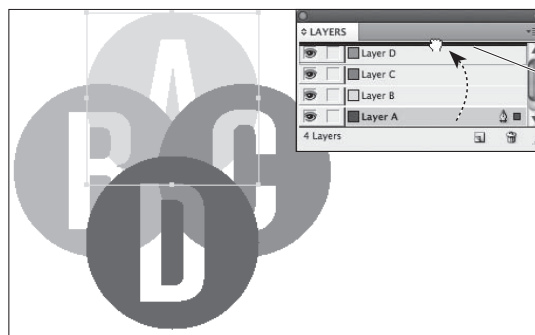 LAYERS
Layer D
Layer C
Layer B
Layer A
4 Layers
A
B
C
D